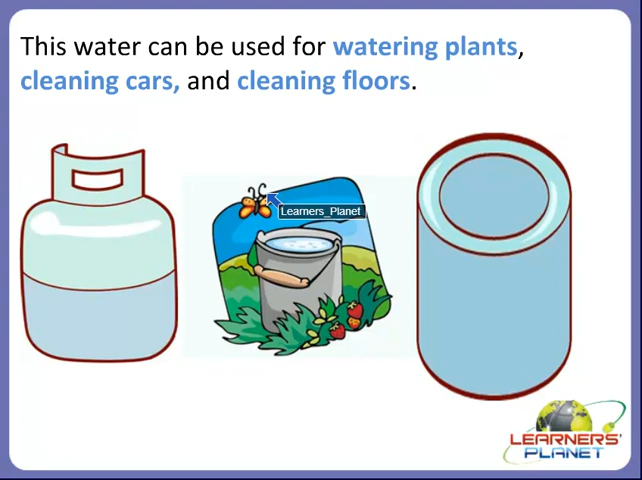 This water can be used for watering plants,
cleaning cars, and cleaning floors.
Learners_Planet
LEARNERS'
PLANET